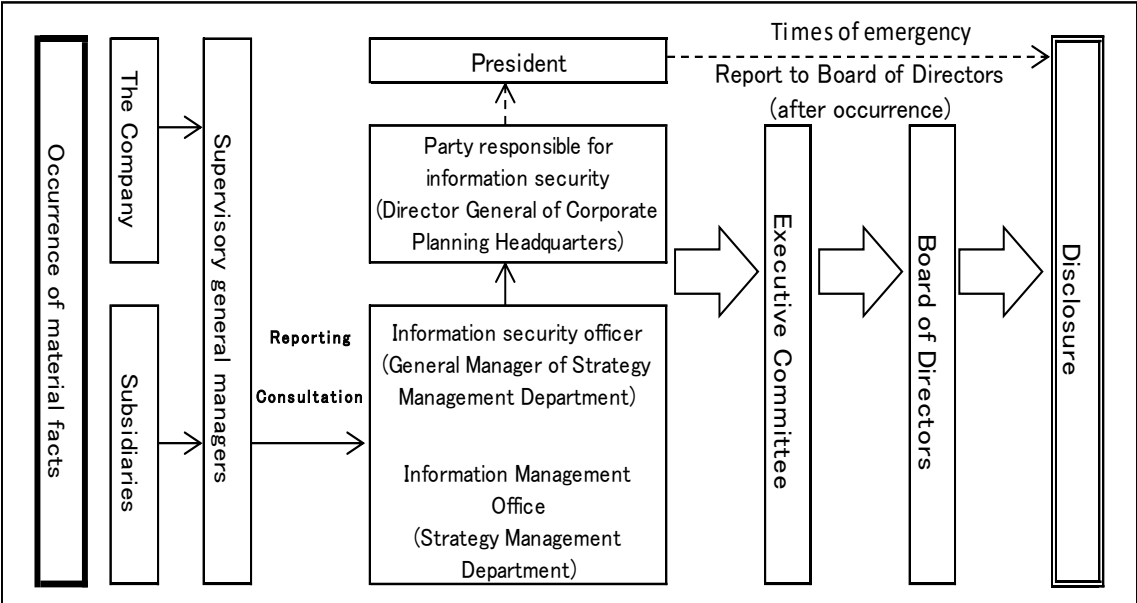 Occurrence of material facts
The Company
Subsidiaries
Supervisory general managers
Reporting
Consultation
President
Party responsible for
information security
(Director General of Corporate
Planning Headquarters)
Information security officer
(General Manager of Strategy
Management Department)
Information Management
Office
(Strategy Management
Department)
Times of emergency
Report to Board of Directors
(after occurrence)
Executive Committee
Board of Directors
Disclosure